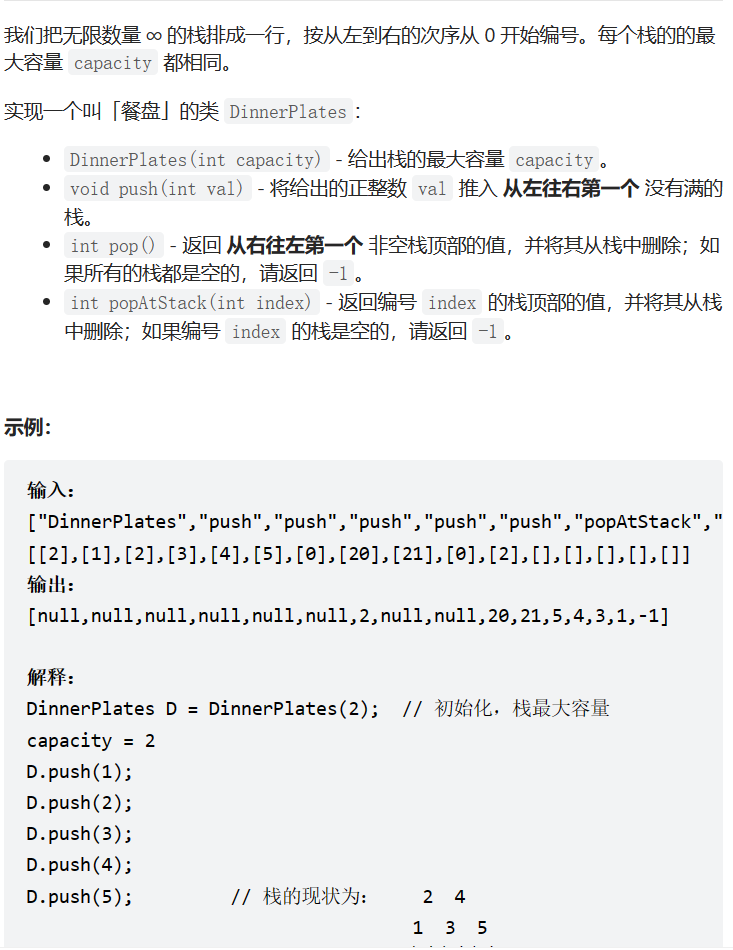 我们把无限数量 ∞ 的栈排成一行，按从左到右的次序从 0 开始编号。每个栈的的最
大容量 capacity 都相同。
实现一个叫「餐盘」的类 DinnerPlates：
• DinnerPlates(int capacity) - 给出栈的最大容量 capacity 。
• void push(int val) - 将给出的正整数 val 推入 从左往右第一个 没有满的
栈。
• int pop() - 返回 从右往左第一个 非空栈顶部的值，并将其从栈中删除；如
果所有的栈都是空的，请返回 -1 。
• int popAtStack(int index) - 返回编号 index 的栈顶部的值，并将其从栈
中删除；如果编号 index 的栈是空的，请返回 -1 。
示例：
输入：
["DinnerPlates","push","push","push","push","push","popAtStack","
[[2],[1],[2],[3],[4],[5],[0],[20],[21],[0],[2],[],[],[],[],[]]
输出：
[null,null,null,null,null,null,2,null,null,20,21,5,4,3,1,-1]
解释：
DinnerPlates D = DinnerPlates(2);  // 初始化，栈最大容量
capacity = 2
D.push(1);
D.push(2);
D.push(3);
D.push(4);
D.push(5);         // 栈的现状为：    2  4
1  3  5